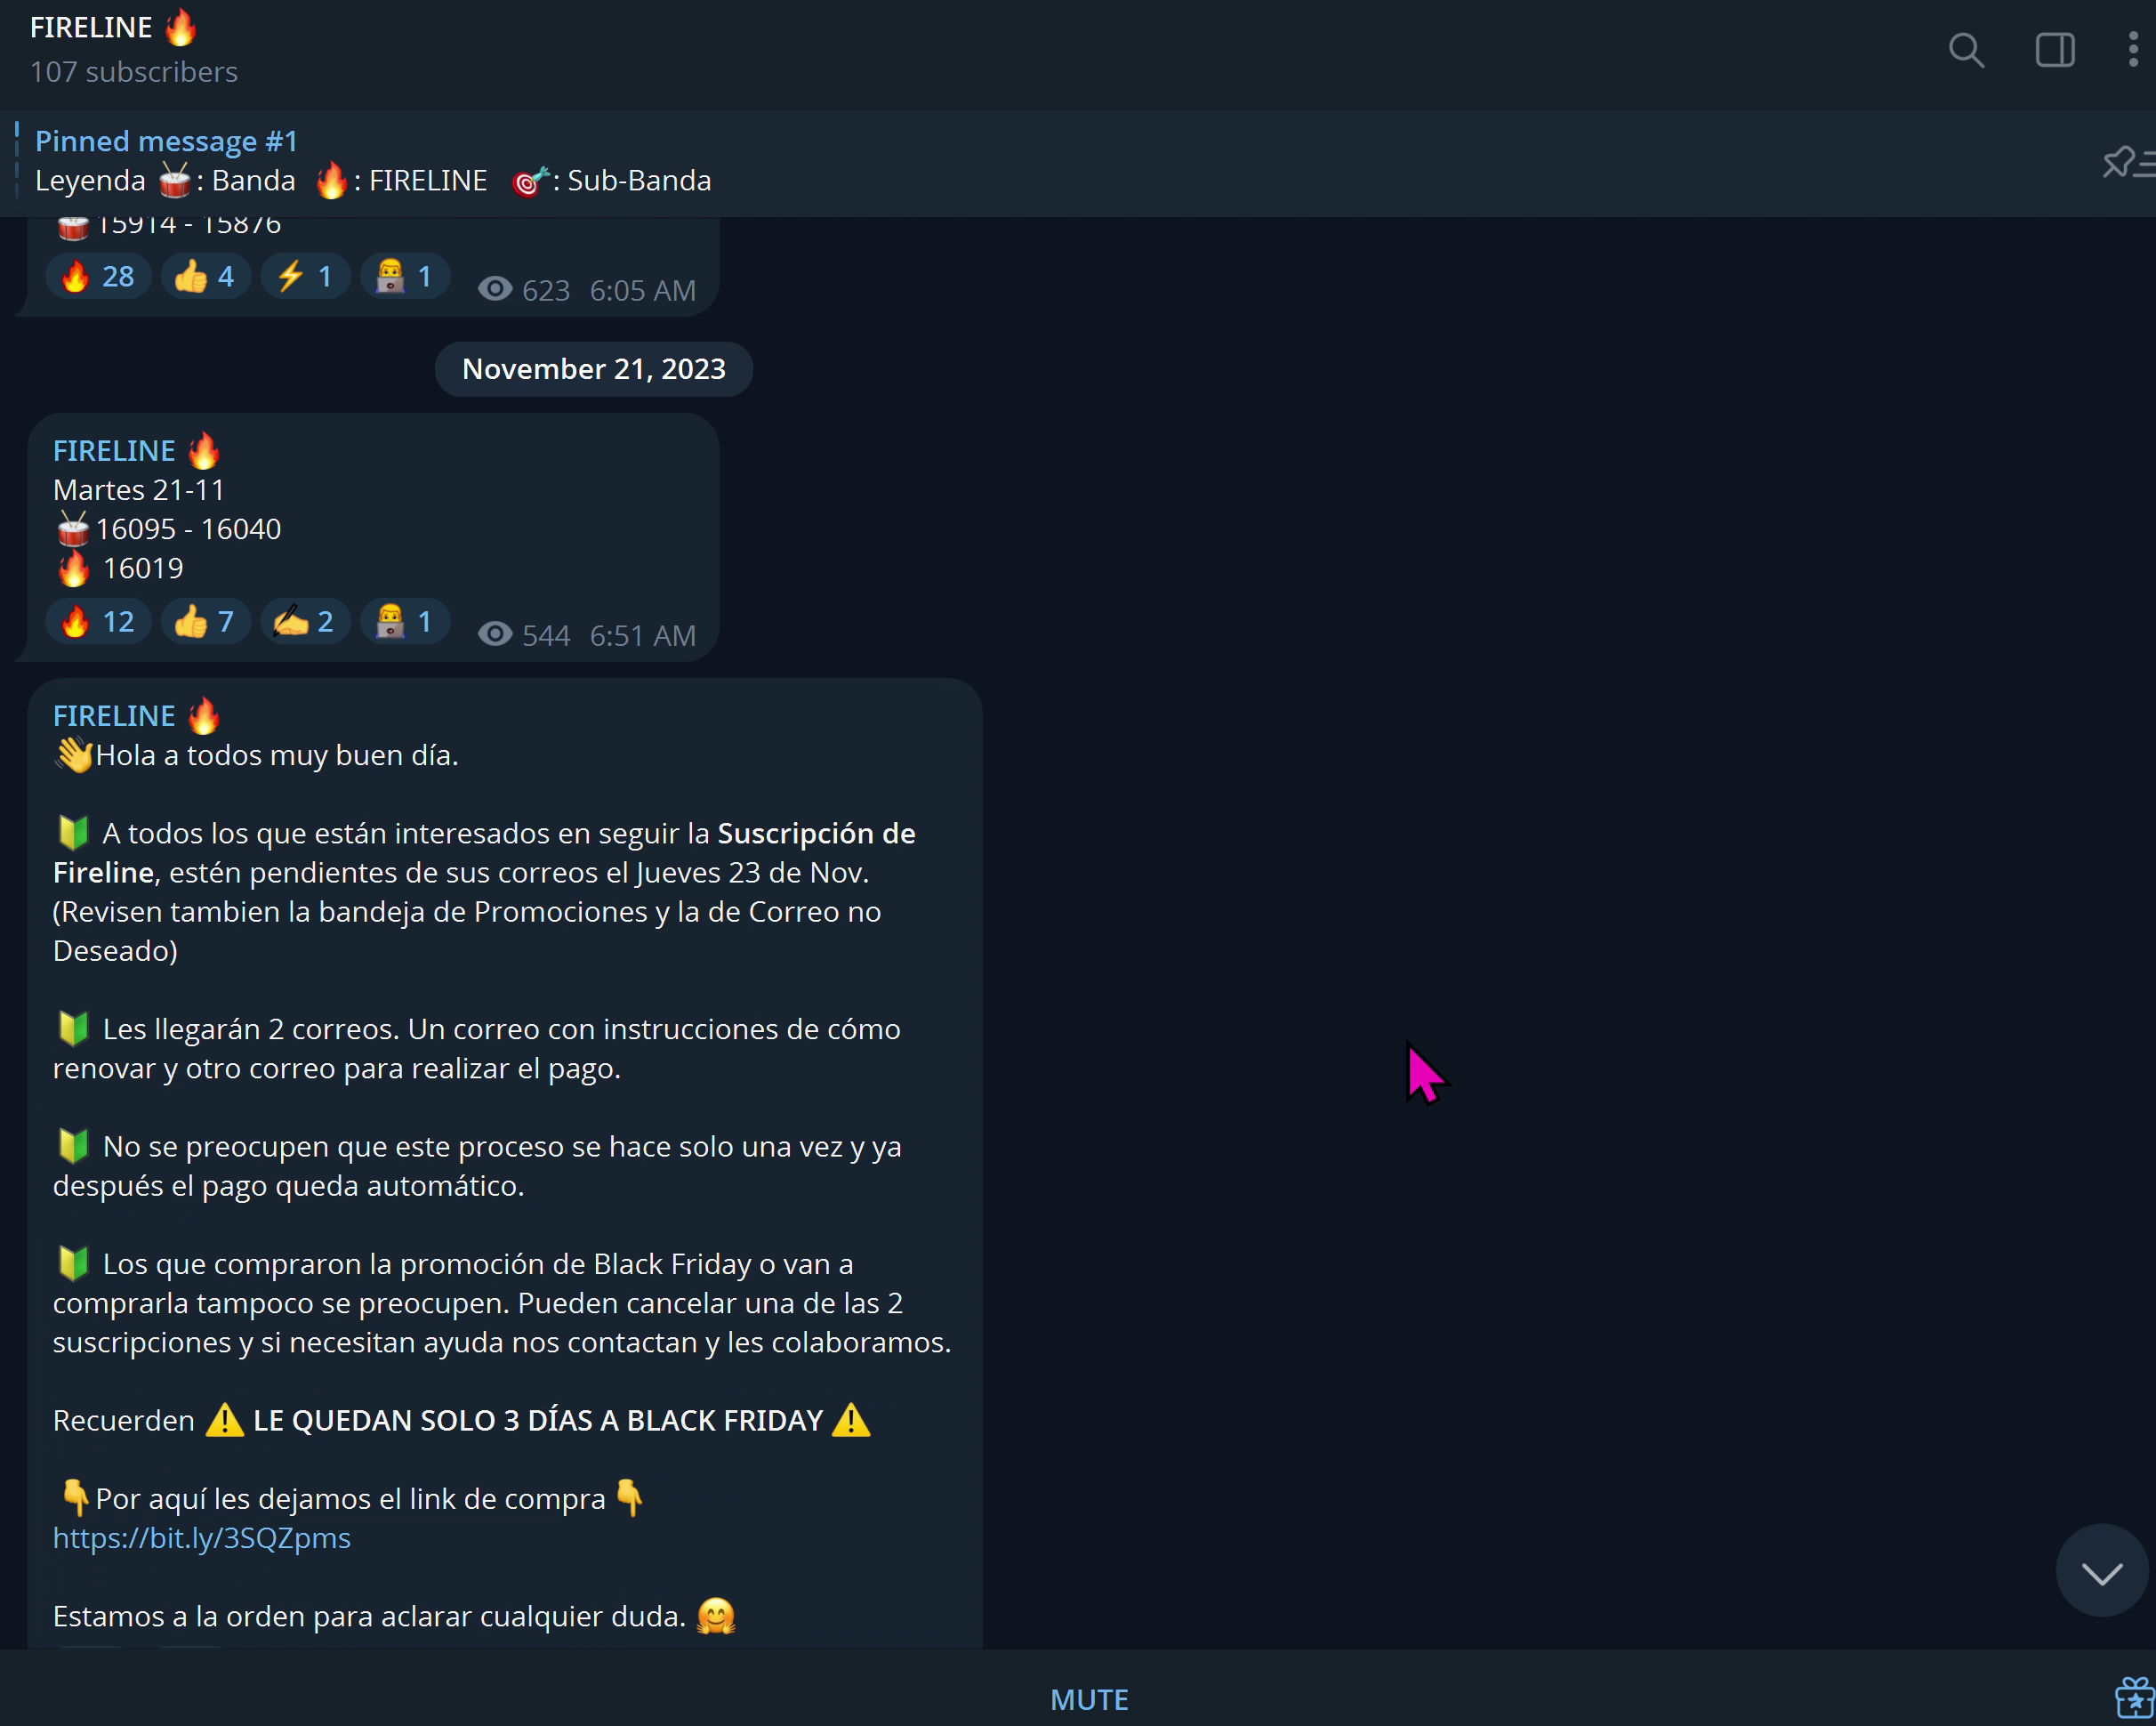 FIRELINE 🔥
107 subscribers
Pinned message #1
Leyenda 🥁: Banda 🔥: FIRELINE 🎯: Sub-Banda
🥁 15914 - 15876
🔥 28 👍 4 ⚡ 1 👨‍💻 1 623 6:05 AM
November 21, 2023
FIRELINE 🔥
Martes 21-11
🥁 16095 - 16040
🔥 16019
🔥 12 👍 7 ✍️ 2 👨‍💻 1 544 6:51 AM
FIRELINE 🔥
👋Hola a todos muy buen día.
🔰 A todos los que están interesados en seguir la Suscripción de
Fireline, estén pendientes de sus correos el Jueves 23 de Nov.
(Revisen tambien la bandeja de Promociones y la de Correo no
Deseado)
🔰 Les llegarán 2 correos. Un correo con instrucciones de cómo
renovar y otro correo para realizar el pago.
🔰 No se preocupen que este proceso se hace solo una vez y ya
después el pago queda automático.
🔰 Los que compraron la promoción de Black Friday o van a
comprarla tampoco se preocupen. Pueden cancelar una de las 2
suscripciones y si necesitan ayuda nos contactan y les colaboramos.
Recuerden ⚠️ LE QUEDAN SOLO 3 DÍAS A BLACK FRIDAY ⚠️
👇Por aquí les dejamos el link de compra 👇
https://bit.ly/3SQZpms
Estamos a la orden para aclarar cualquier duda. 🤗
MUTE